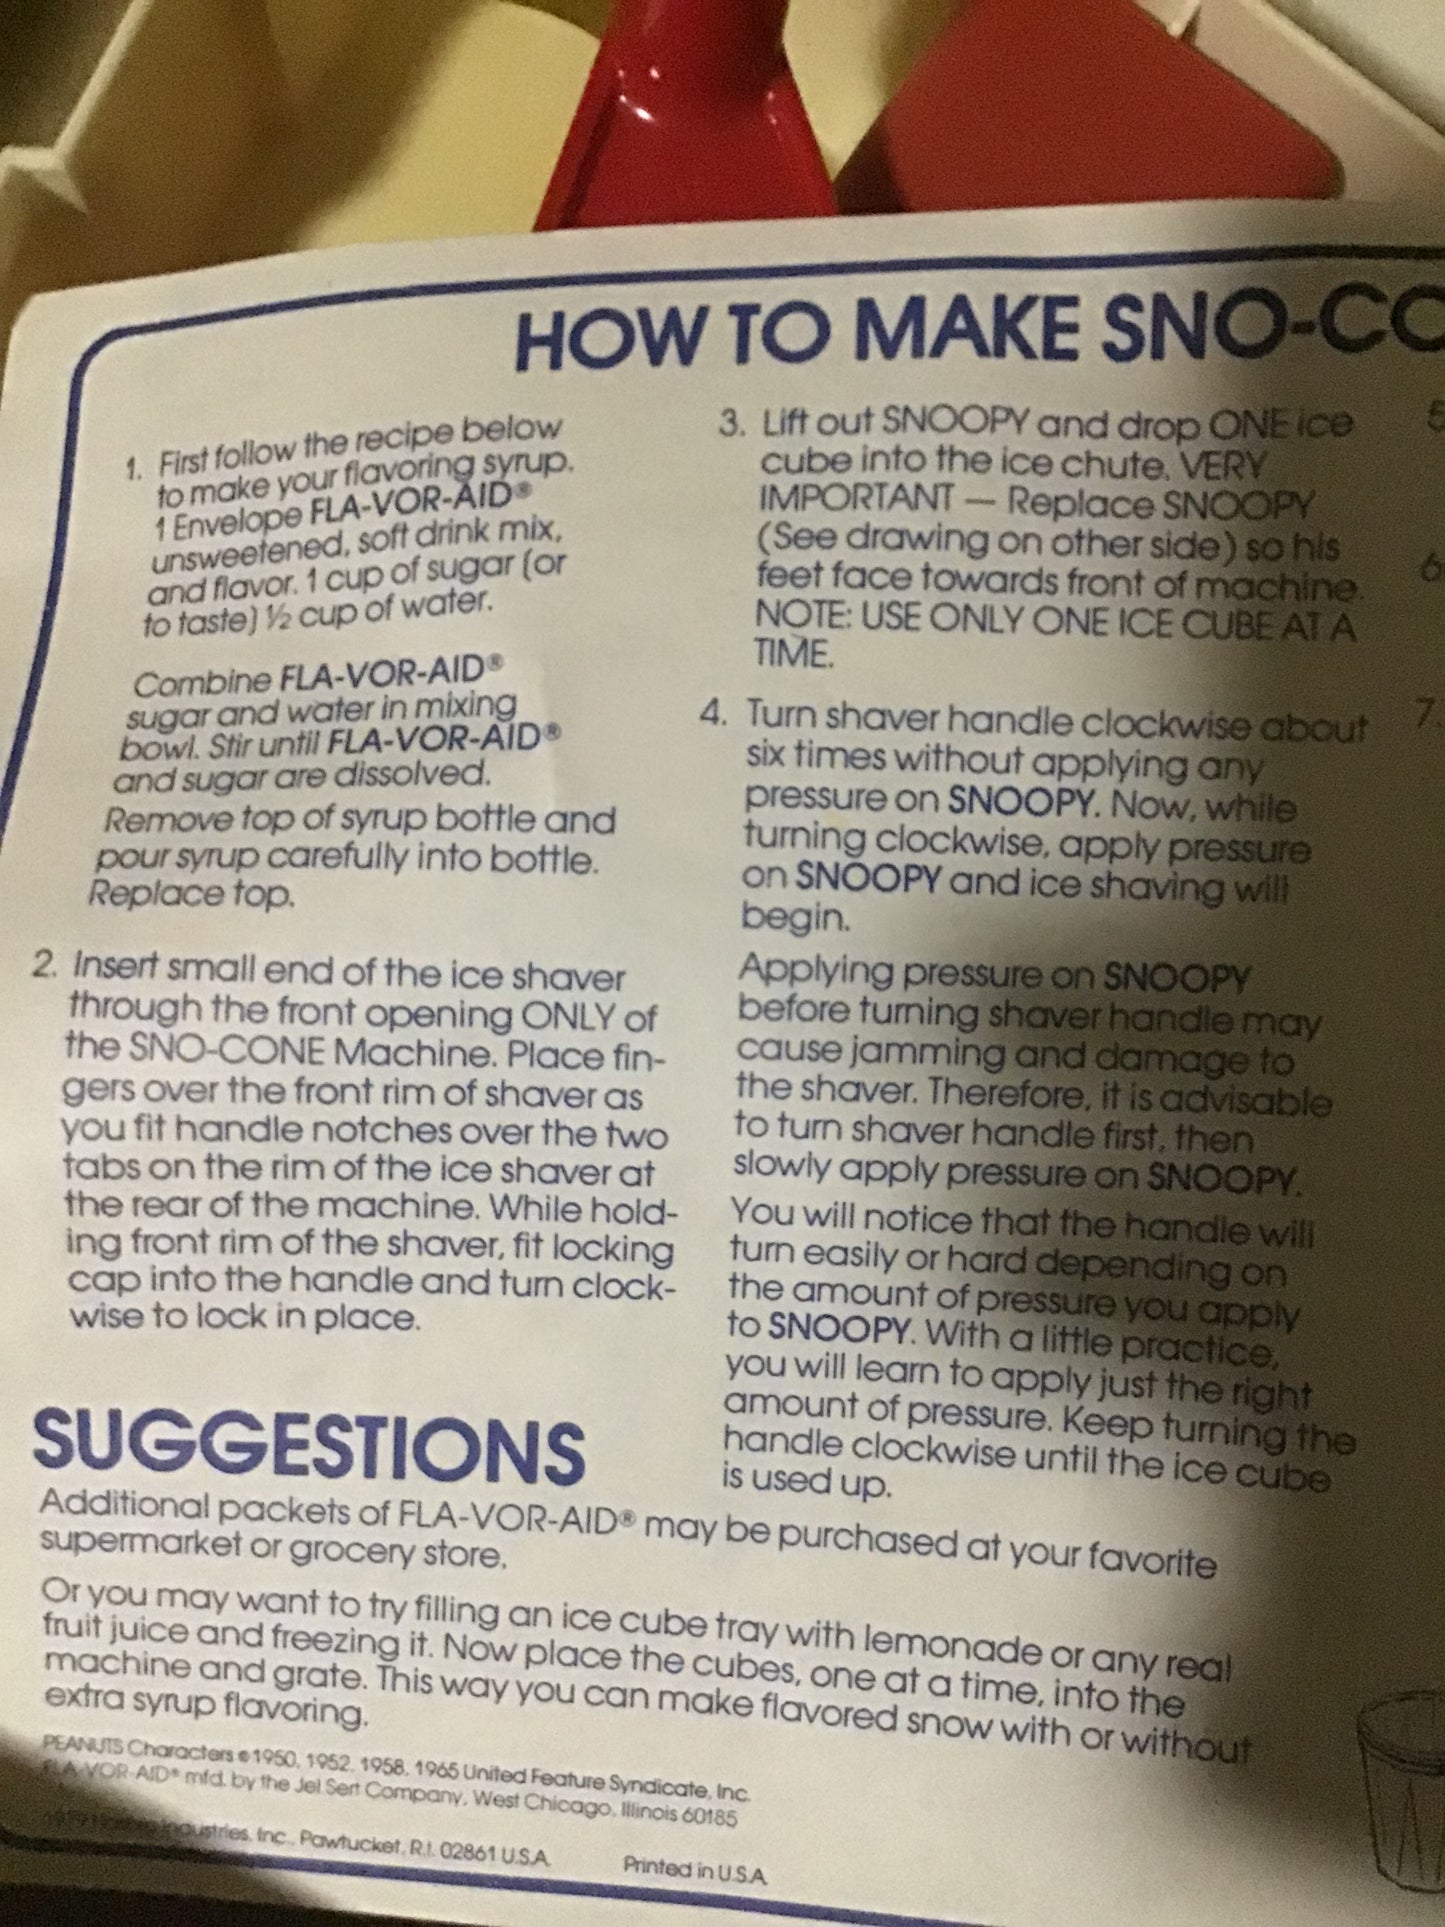 HOW TO MAKE SNO-CO
1. First follow the recipe below
to make your flavoring syrup.
1 Envelope FLA-VOR-AID®
unsweetened, soft drink mix,
and flavor. 1 cup of sugar (or
to taste) ½ cup of water.
Combine FLA-VOR-AID®
sugar and water in mixing
bowl. Stir until FLA-VOR-AID®
and sugar are dissolved.
Remove top of syrup bottle and
pour syrup carefully into bottle.
Replace top.
2. Insert small end of the ice shaver
through the front opening ONLY of
the SNO-CONE Machine. Place fin-
gers over the front rim of shaver as
you fit handle notches over the two
tabs on the rim of the ice shaver at
the rear of the machine. While hold-
ing front rim of the shaver, fit locking
cap into the handle and turn clock-
wise to lock in place.
3. Lift out SNOOPY and drop ONE ice
cube into the ice chute. VERY
IMPORTANT — Replace SNOOPY
(See drawing on other side) so his
feet face towards front of machine.
NOTE: USE ONLY ONE ICE CUBE AT A
TIME.
4. Turn shaver handle clockwise about
six times without applying any
pressure on SNOOPY. Now, while
turning clockwise, apply pressure
on SNOOPY and ice shaving will
begin.
Applying pressure on SNOOPY
before turning shaver handle may
cause jamming and damage to
the shaver. Therefore, it is advisable
to turn shaver handle first, then
slowly apply pressure on SNOOPY.
You will notice that the handle will
turn easily or hard depending on
the amount of pressure you apply
to SNOOPY. With a little practice,
you will learn to apply just the right
amount of pressure. Keep turning the
handle clockwise until the ice cube
is used up.
5
6
7.
SUGGESTIONS
Additional packets of FLA-VOR-AID® may be purchased at your favorite
supermarket or grocery store.
Or you may want to try filling an ice cube tray with lemonade or any real
fruit juice and freezing it. Now place the cubes, one at a time, into the
machine and grate. This way you can make flavored snow with or without
extra syrup flavoring.
PEANUTS Characters © 1950, 1952, 1958, 1965 United Feature Syndicate, Inc.
FLA-VOR-AID® mfd. by the Jel Sert Company, West Chicago, Illinois 60185
Industries, Inc., Pawtucket, R.I. 02861 U.S.A. Printed in U.S.A.